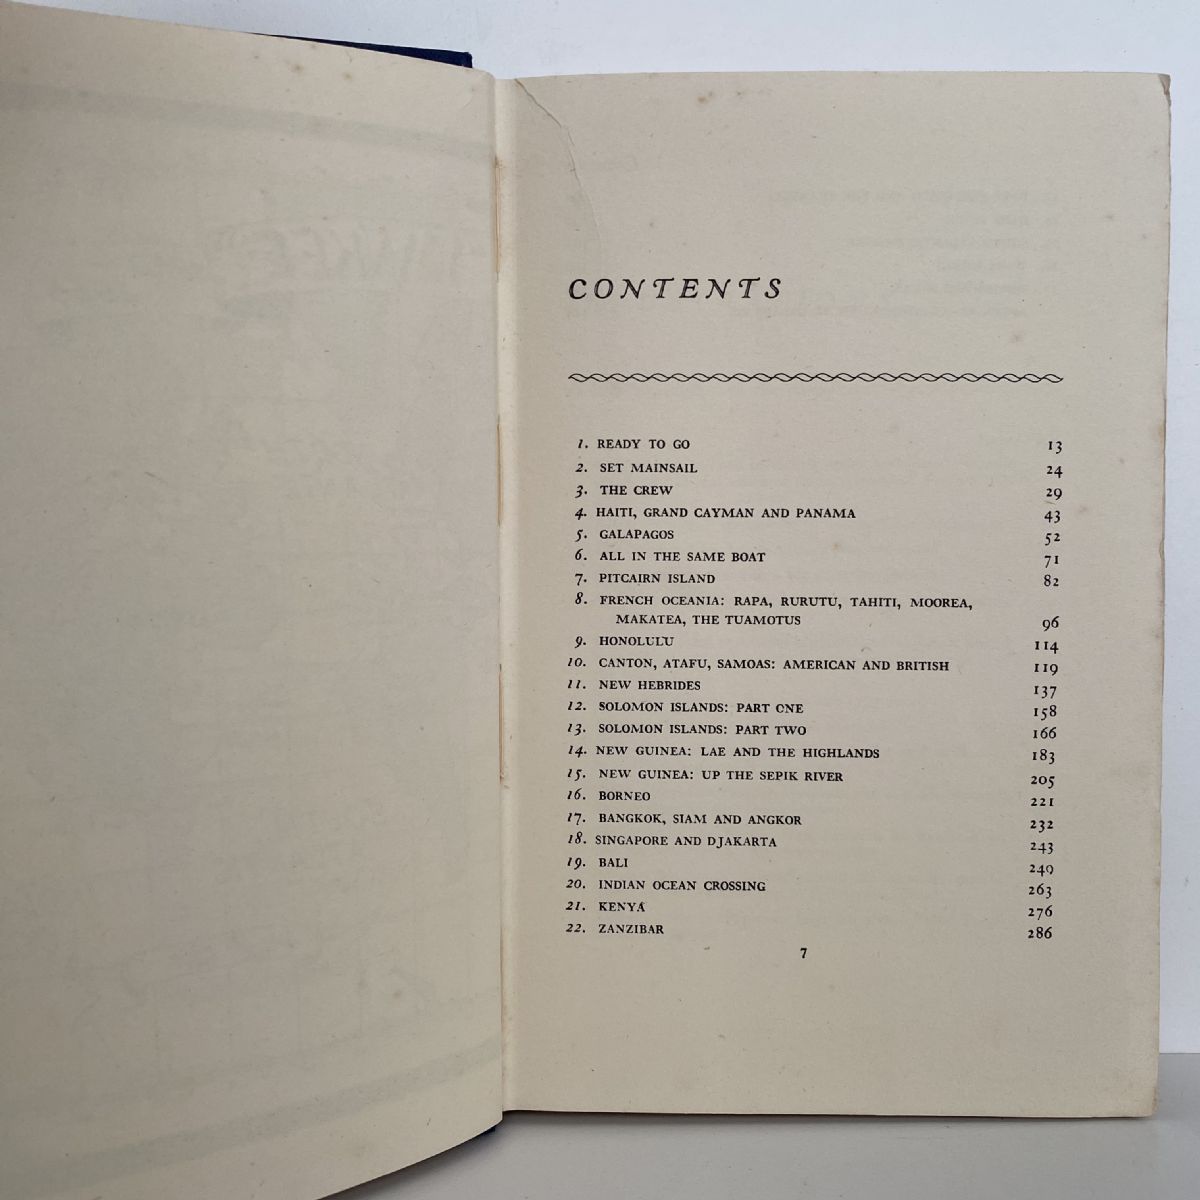 CONTENTS
1. READY TO GO 13
2. SET MAINSAIL 24
3. THE CREW 29
4. HAITI, GRAND CAYMAN AND PANAMA 43
5. GALAPAGOS 52
6. ALL IN THE SAME BOAT 71
7. PITCAIRN ISLAND 82
8. FRENCH OCEANIA: RAPA, RURUTU, TAHITI, MOOREA,
MAKATEA, THE TUAMOTUS 96
9. HONOLULU 114
10. CANTON, ATAFU, SAMOAS: AMERICAN AND BRITISH 119
11. NEW HEBRIDES 137
12. SOLOMON ISLANDS: PART ONE 158
13. SOLOMON ISLANDS: PART TWO 166
14. NEW GUINEA: LAE AND THE HIGHLANDS 183
15. NEW GUINEA: UP THE SEPIK RIVER 205
16. BORNEO 221
17. BANGKOK, SIAM AND ANGKOR 232
18. SINGAPORE AND DJAKARTA 243
19. BALI 249
20. INDIAN OCEAN CROSSING 263
21. KENYA 276
22. ZANZIBAR 286
7